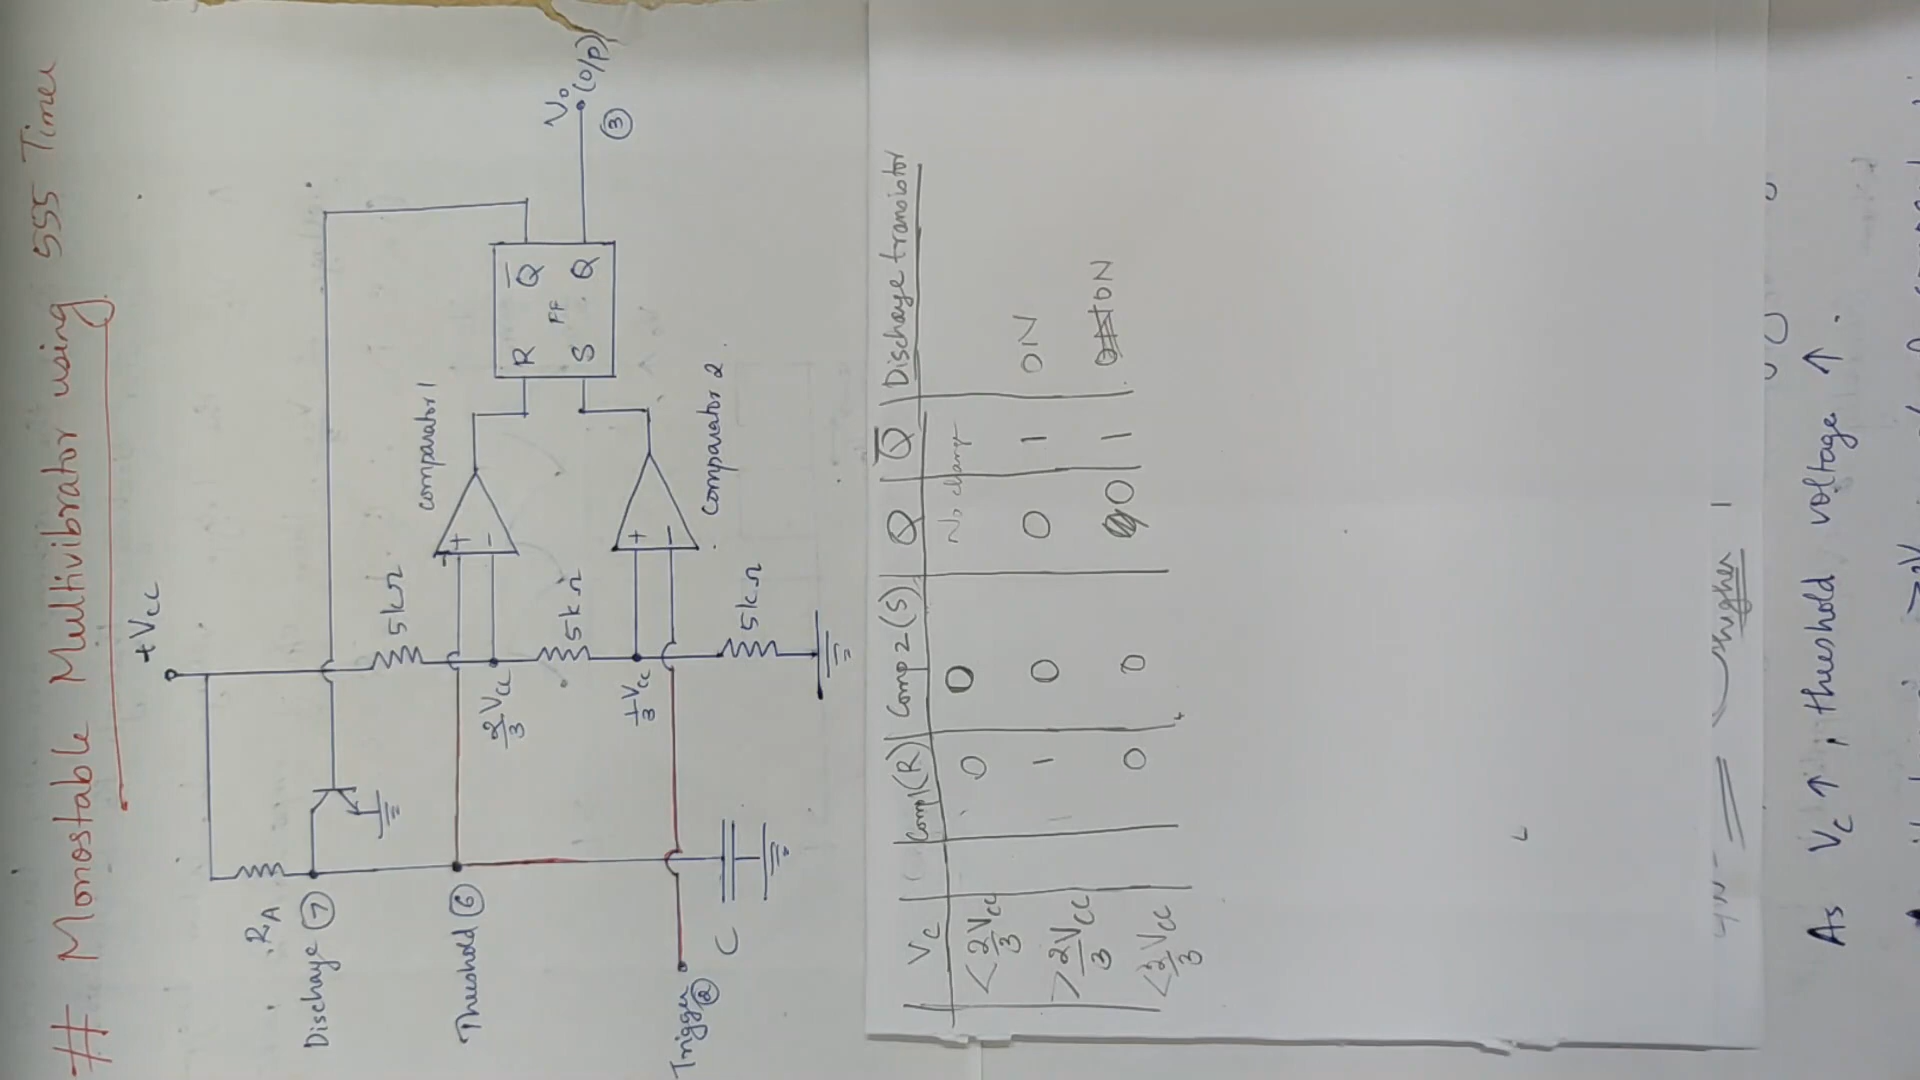 # Monostable Multivibrator using 555 Timer
+Vcc
RA
Discharge (7)
5kΩ
Comparator 1
+
-
Threshold (6)
2/3 Vcc
R Q̄
FF
S Q
Vo (O/P)
(3)
5kΩ
1/3 Vcc
+
-
Comparator 2
Trigger (2)
C
5kΩ
Vc Comp1(R) Comp2(S) Q Q̄ Discharge transistor
<2/3 Vcc 0 0 No change
>2/3 Vcc 1 0 0 1 ON
<2/3 Vcc 0 0 0 1 ON
higher
As Vc ↑, threshold voltage ↑.